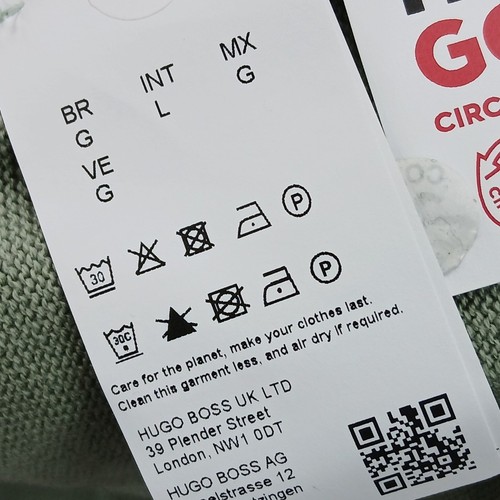 BR
G
VE
G
INT
L
MX
G
30
P
30C
P
Care for the planet, make your clothes last.
Clean this garment less, and air dry if required.
HUGO BOSS UK LTD
39 Plender Street
London, NW1 0DT
HUGO BOSS AG
CIRC